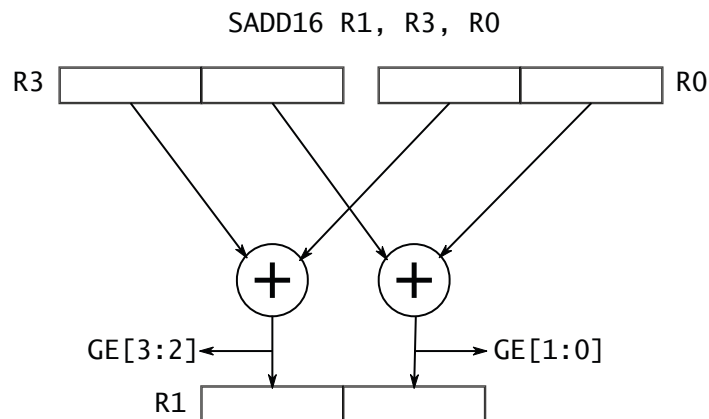 SADD16 R1, R3, R0
R3 R0
+ +
GE[3:2] GE[1:0]
R1